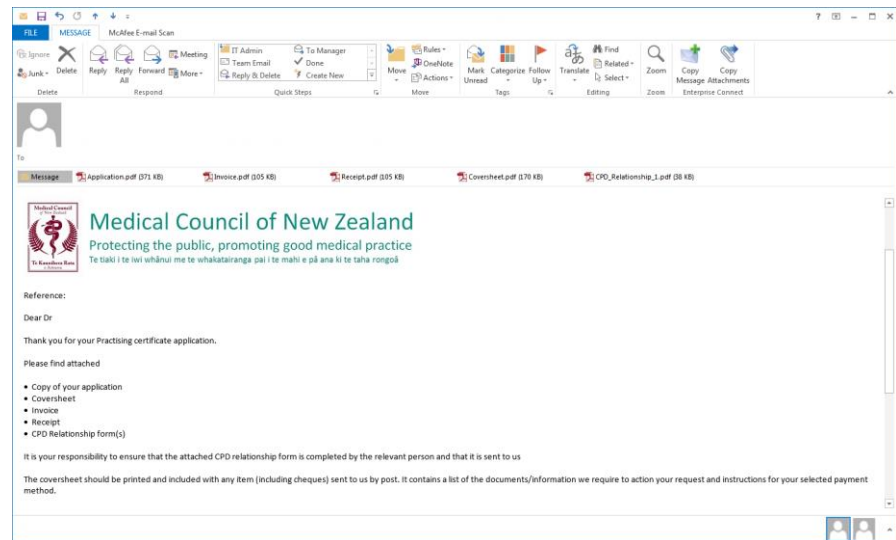 ? 
FILE MESSAGE McAfee E-mail Scan
Ignore
Junk
Delete
Reply
Reply All
Forward
Meeting
More
IT Admin
Team Email
Reply & Delete
To Manager
Done
Create New
Move
Rules
OneNote
Actions
Mark Unread
Categorize
Follow Up
Translate
Find
Related
Select
Zoom
Copy Message
Copy Attachments
Delete Respond Quick Steps Move Tags Editing Zoom Enterprise Connect
To
Message Application.pdf (371 KB) Invoice.pdf (105 KB) Receipt.pdf (105 KB) Coversheet.pdf (170 KB) CPD_Relationship_1.pdf (38 KB)
Medical Council
of New Zealand
Te Kaunihera Rata
o Aotearoa
Medical Council of New Zealand
Protecting the public, promoting good medical practice
Te tiaki i te iwi whānui me te whakatairanga pai i te mahi e pā ana ki te taha rongoā
Reference:
Dear Dr
Thank you for your Practising certificate application.
Please find attached
• Copy of your application
• Coversheet
• Invoice
• Receipt
• CPD Relationship form(s)
It is your responsibility to ensure that the attached CPD relationship form is completed by the relevant person and that it is sent to us
The coversheet should be printed and included with any item (including cheques) sent to us by post. It contains a list of the documents/information we require to action your request and instructions for your selected payment
method.